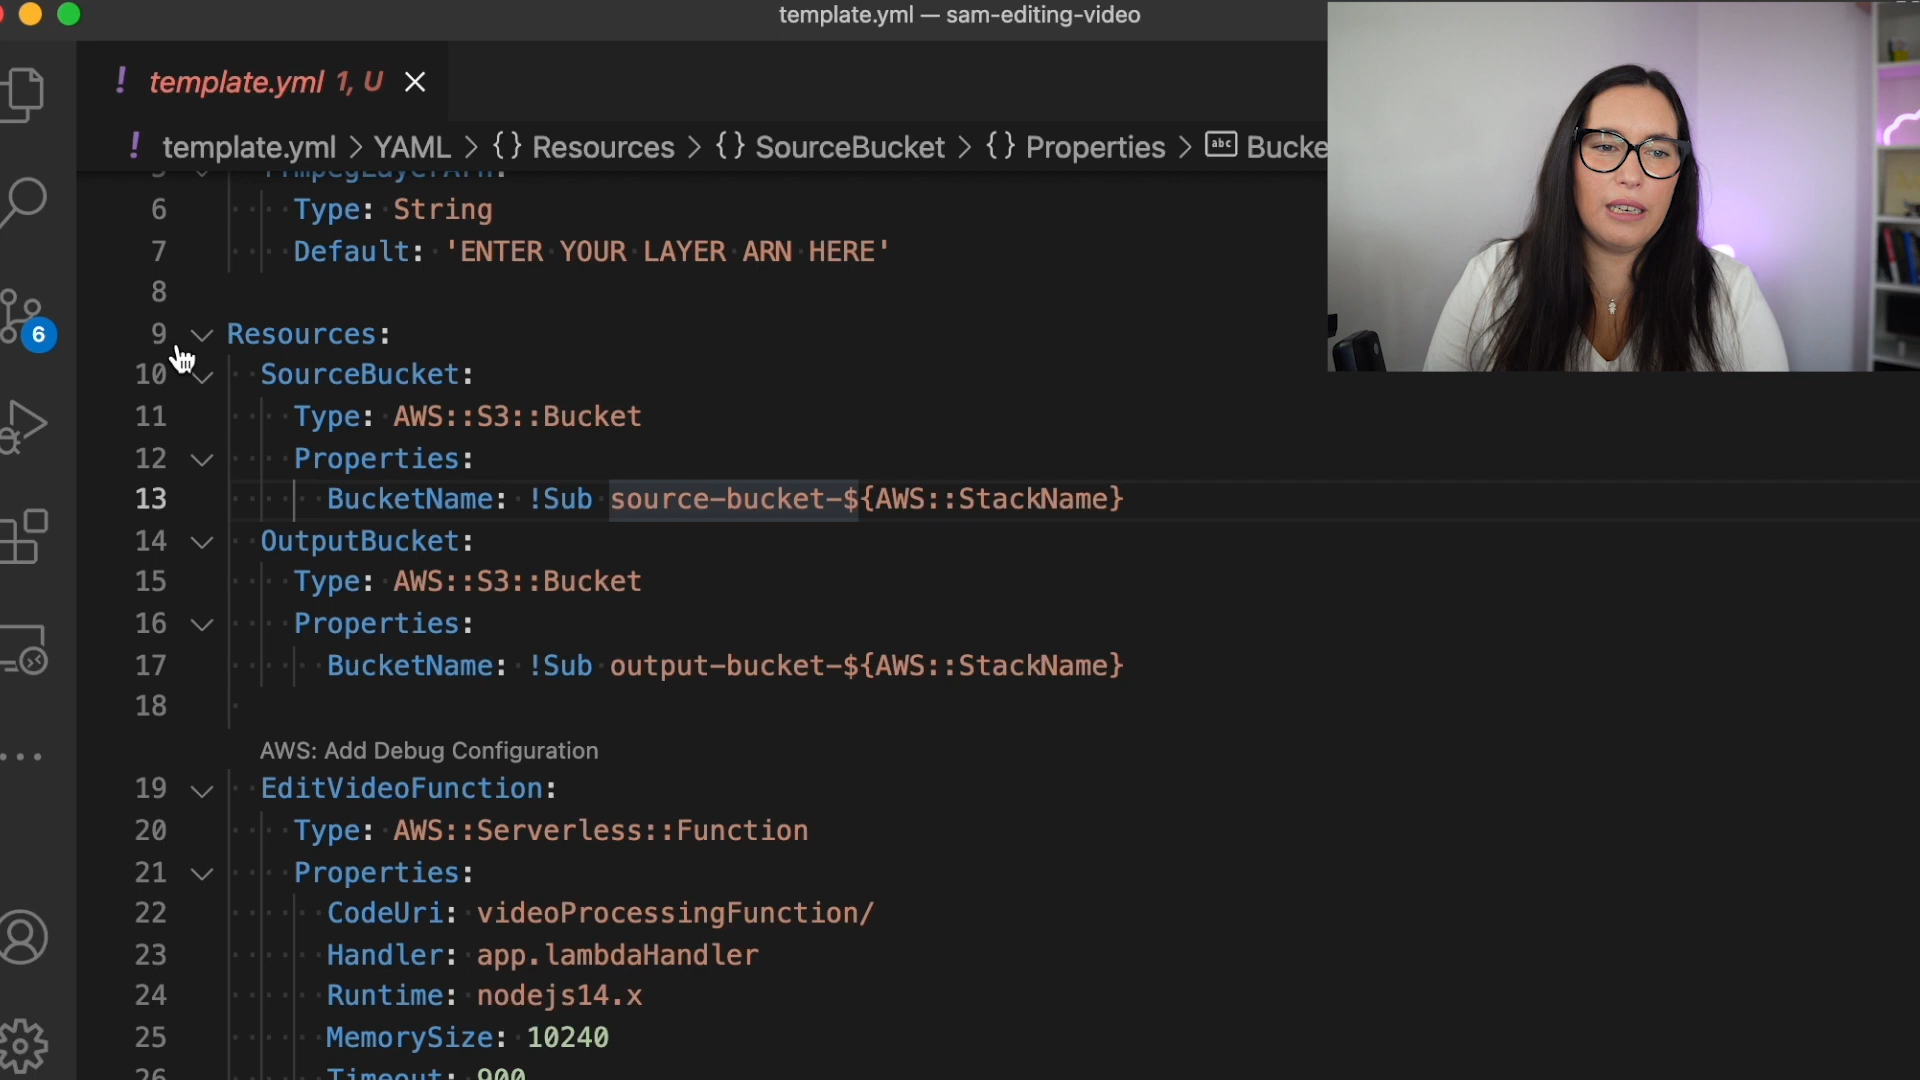 template.yml — sam-editing-video
! template.yml 1, U
! template.yml > YAML > {} Resources > {} SourceBucket > {} Properties > abc Bucke
6 Type: String
7 Default: 'ENTER YOUR LAYER ARN HERE'
8
9 Resources:
10 SourceBucket:
11 Type: AWS::S3::Bucket
12 Properties:
13 BucketName: !Sub source-bucket-${AWS::StackName}
14 OutputBucket:
15 Type: AWS::S3::Bucket
16 Properties:
17 BucketName: !Sub output-bucket-${AWS::StackName}
18
AWS: Add Debug Configuration
19 EditVideoFunction:
20 Type: AWS::Serverless::Function
21 Properties:
22 CodeUri: videoProcessingFunction/
23 Handler: app.lambdaHandler
24 Runtime: nodejs14.x
25 MemorySize: 10240
26 Timeout: 900
6